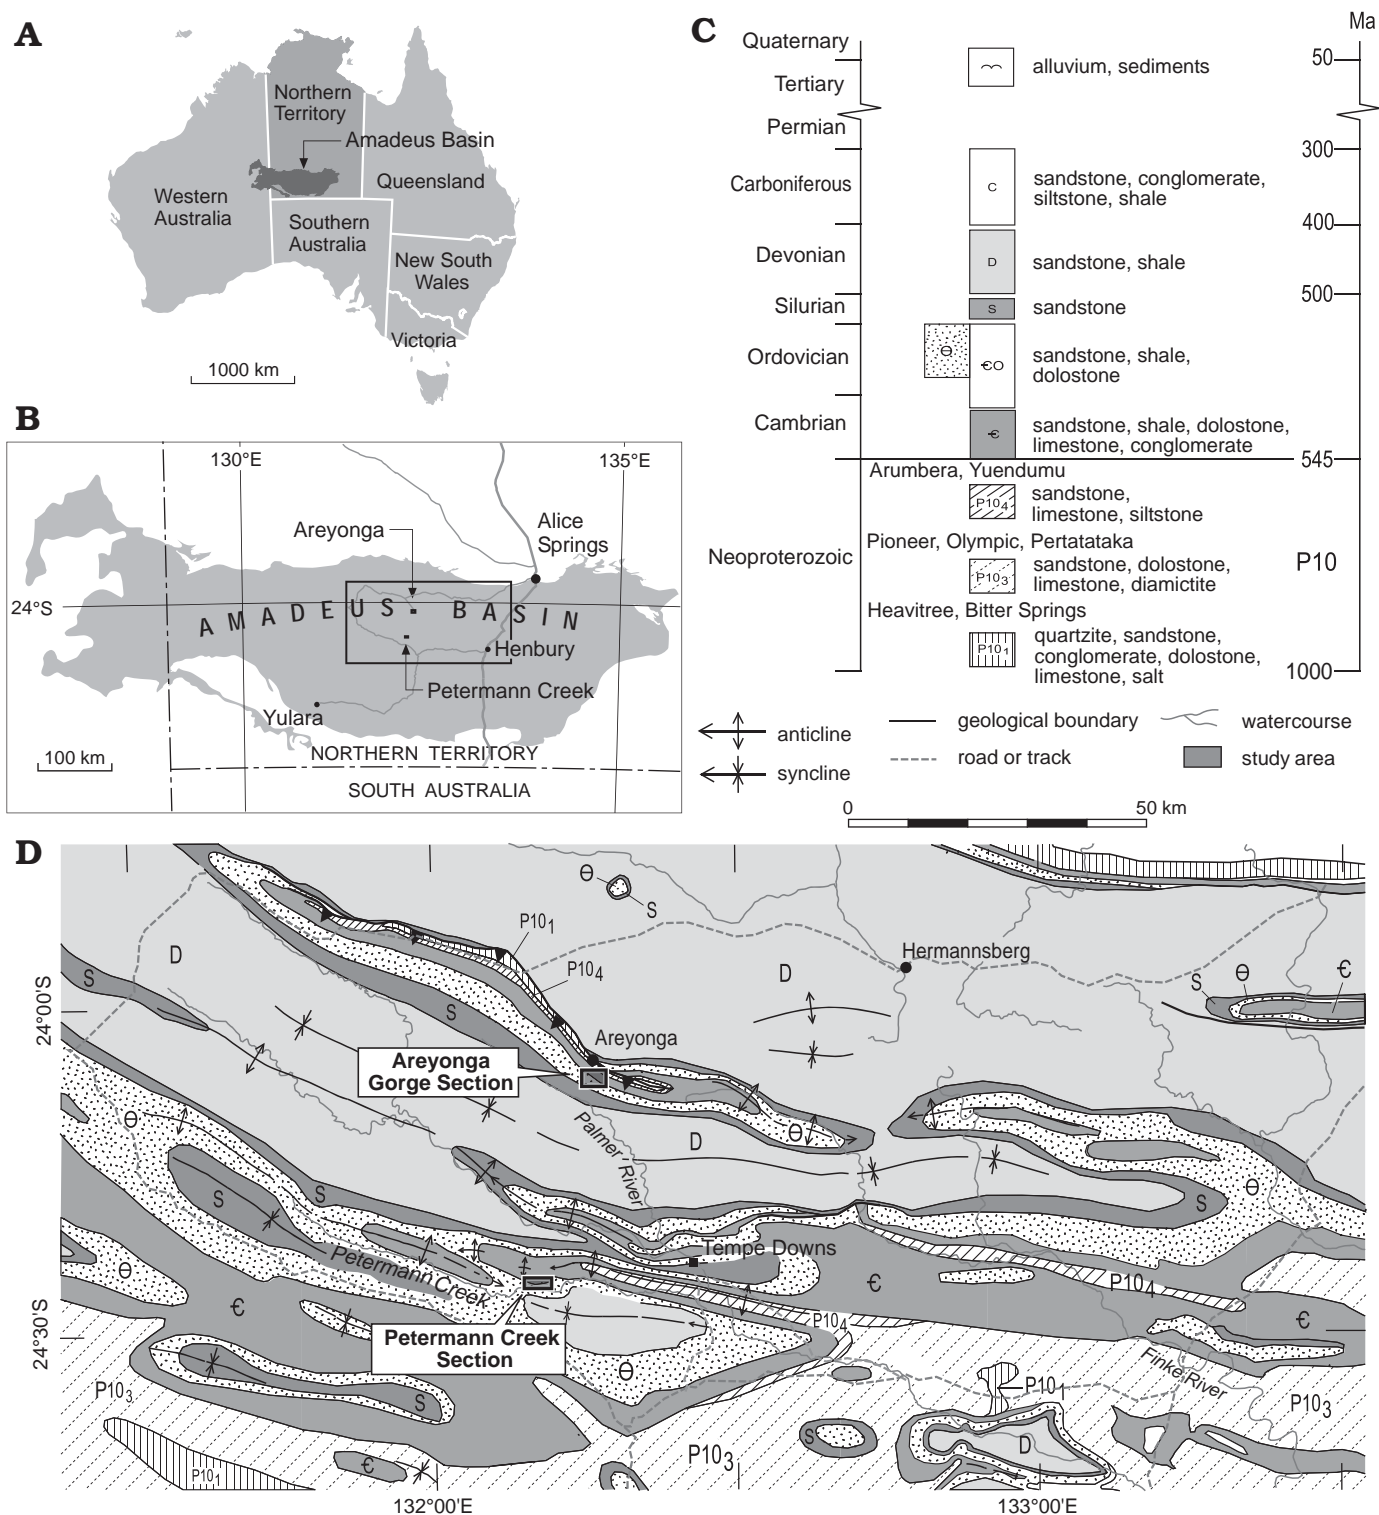 A
Northern
Territory
Amadeus Basin
Western
Australia
Queensland
Southern
Australia
New South
Wales
Victoria
1000 km
B
130°E
135°E
Areyonga
Alice
Springs
24°S
AMADEUS BASIN
Henbury
Petermann Creek
Yulara
100 km
NORTHERN TERRITORY
SOUTH AUSTRALIA
C
Ma
Quaternary
50
alluvium, sediments
Tertiary
Permian
300
Carboniferous
C
sandstone, conglomerate,
siltstone, shale
400
Devonian
D
sandstone, shale
500
Silurian
S
sandstone
Ordovician
Ɵ
ꞒO
sandstone, shale,
dolostone
Cambrian
Ꞓ
sandstone, shale, dolostone,
limestone, conglomerate
545
Arumbera, Yuendumu
P10₄
sandstone,
limestone, siltstone
Pioneer, Olympic, Pertatataka
Neoproterozoic
P10₃
sandstone, dolostone,
limestone, diamictite
P10
Heavitree, Bitter Springs
P10₁
quartzite, sandstone,
conglomerate, dolostone,
limestone, salt
1000
anticline
syncline
geological boundary
road or track
watercourse
study area
0
50 km
D
Ɵ
S
P10₁
P10₄
D
D
Hermannsberg
S
Ɵ
Ꞓ
S
S
24°00'S
Areyonga
Areyonga
Gorge Section
Palmer River
Ɵ
D
Ɵ
S
S
Ɵ
S
Petermann Creek
Tempe Downs
Ɵ
Ꞓ
P10₄
Ꞓ
Ꞓ
P10₄
24°30'S
Petermann Creek
Section
Ɵ
Finke River
P10₃
S
P10₁
P10₃
S
D
P10₃
Ꞓ
P10₁
132°00'E
133°00'E